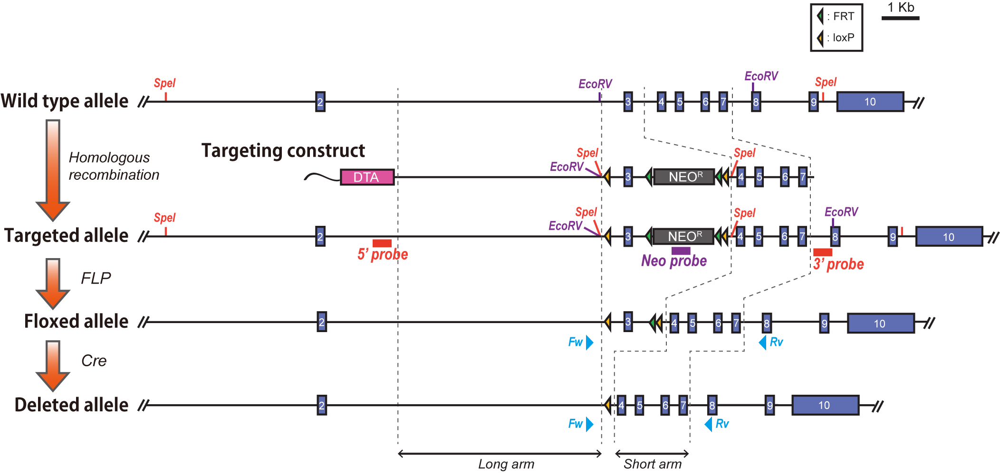 : FRT
: loxP
1 Kb
SpeI
EcoRV
EcoRV
SpeI
Wild type allele
2
3
4
5
6
7
8
9
10
Homologous
recombination
Targeting construct
SpeI
EcoRV
SpeI
DTA
3
NEOR
4
5
6
7
SpeI
SpeI
EcoRV
SpeI
EcoRV
Targeted allele
2
3
NEOR
4
5
6
7
8
9
10
5’ probe
Neo probe
3’ probe
FLP
Floxed allele
2
3
4
5
6
7
8
9
10
Fw
Rv
Cre
Deleted allele
2
4
5
6
7
8
9
10
Fw
Rv
Long arm
Short arm